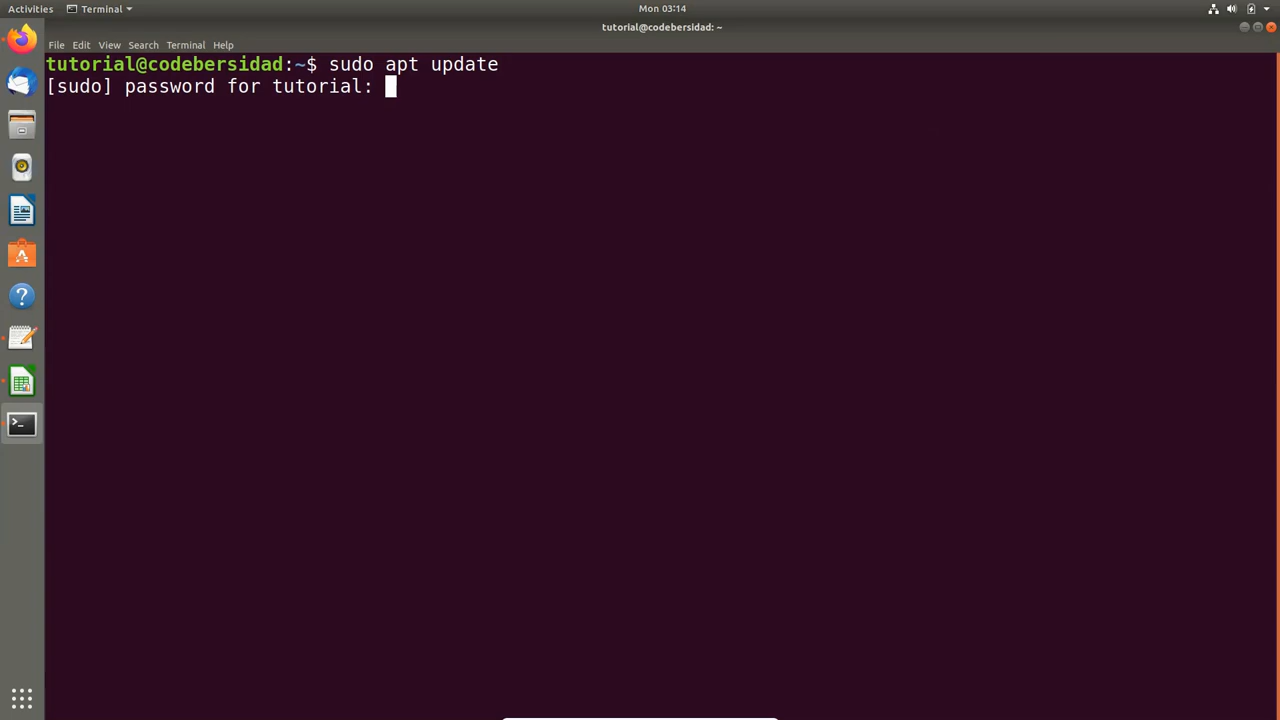 Activities
Terminal
Mon 03:14
tutorial@codebersidad: ~
File Edit View Search Terminal Help
tutorial@codebersidad:~$ sudo apt update
[sudo] password for tutorial: